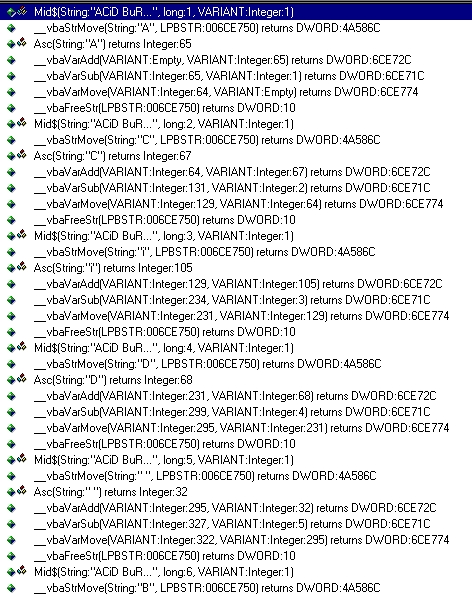 Mid$(String:"ACiD BuR...", long:1, VARIANT:Integer:1)
__vbaStrMove(String:"A", LPBSTR:006CE750) returns DWORD:4A586C
Asc(String:"A") returns Integer:65
__vbaVarAdd(VARIANT:Empty, VARIANT:Integer:65) returns DWORD:6CE72C
__vbaVarSub(VARIANT:Integer:65, VARIANT:Integer:1) returns DWORD:6CE71C
__vbaVarMove(VARIANT:Integer:64, VARIANT:Empty) returns DWORD:6CE774
__vbaFreeStr(LPBSTR:006CE750) returns DWORD:10
Mid$(String:"ACiD BuR...", long:2, VARIANT:Integer:1)
__vbaStrMove(String:"C", LPBSTR:006CE750) returns DWORD:4A586C
Asc(String:"C") returns Integer:67
__vbaVarAdd(VARIANT:Integer:64, VARIANT:Integer:67) returns DWORD:6CE72C
__vbaVarSub(VARIANT:Integer:131, VARIANT:Integer:2) returns DWORD:6CE71C
__vbaVarMove(VARIANT:Integer:129, VARIANT:Integer:64) returns DWORD:6CE774
__vbaFreeStr(LPBSTR:006CE750) returns DWORD:10
Mid$(String:"ACiD BuR...", long:3, VARIANT:Integer:1)
__vbaStrMove(String:"i", LPBSTR:006CE750) returns DWORD:4A586C
Asc(String:"i") returns Integer:105
__vbaVarAdd(VARIANT:Integer:129, VARIANT:Integer:105) returns DWORD:6CE72C
__vbaVarSub(VARIANT:Integer:234, VARIANT:Integer:3) returns DWORD:6CE71C
__vbaVarMove(VARIANT:Integer:231, VARIANT:Integer:129) returns DWORD:6CE774
__vbaFreeStr(LPBSTR:006CE750) returns DWORD:10
Mid$(String:"ACiD BuR...", long:4, VARIANT:Integer:1)
__vbaStrMove(String:"D", LPBSTR:006CE750) returns DWORD:4A586C
Asc(String:"D") returns Integer:68
__vbaVarAdd(VARIANT:Integer:231, VARIANT:Integer:68) returns DWORD:6CE72C
__vbaVarSub(VARIANT:Integer:299, VARIANT:Integer:4) returns DWORD:6CE71C
__vbaVarMove(VARIANT:Integer:295, VARIANT:Integer:231) returns DWORD:6CE774
__vbaFreeStr(LPBSTR:006CE750) returns DWORD:10
Mid$(String:"ACiD BuR...", long:5, VARIANT:Integer:1)
__vbaStrMove(String:" ", LPBSTR:006CE750) returns DWORD:4A586C
Asc(String:" ") returns Integer:32
__vbaVarAdd(VARIANT:Integer:295, VARIANT:Integer:32) returns DWORD:6CE72C
__vbaVarSub(VARIANT:Integer:327, VARIANT:Integer:5) returns DWORD:6CE71C
__vbaVarMove(VARIANT:Integer:322, VARIANT:Integer:295) returns DWORD:6CE774
__vbaFreeStr(LPBSTR:006CE750) returns DWORD:10
Mid$(String:"ACiD BuR...", long:6, VARIANT:Integer:1)
__vbaStrMove(String:"B", LPBSTR:006CE750) returns DWORD:4A586C